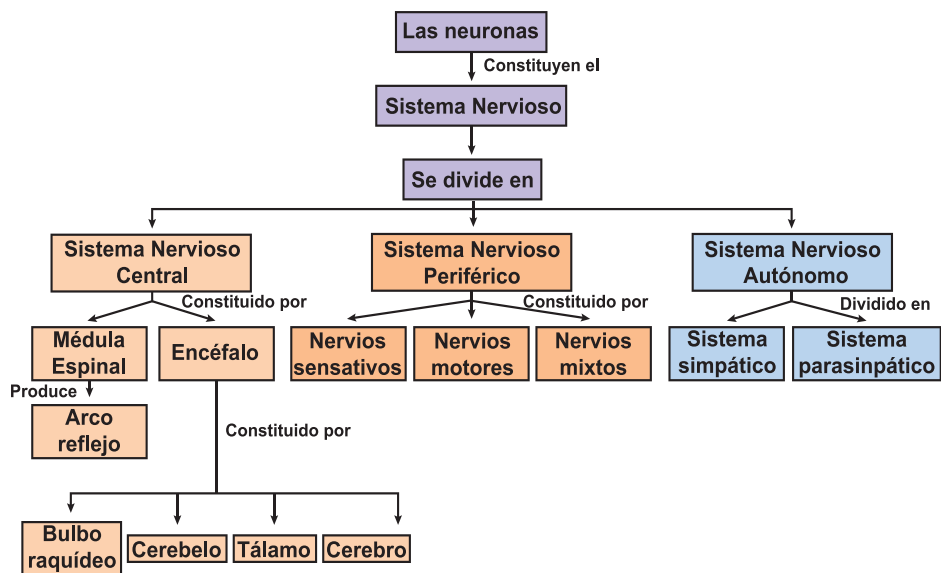 Las neuronas
Constituyen el
Sistema Nervioso
Se divide en
Sistema Nervioso
Central
Sistema Nervioso
Periférico
Sistema Nervioso
Autónomo
Constituido por
Constituido por
Dividido en
Médula
Espinal
Encéfalo
Nervios
sensativos
Nervios
motores
Nervios
mixtos
Sistema
simpático
Sistema
parasinpático
Produce
Arco
reflejo
Constituido por
Bulbo
raquídeo
Cerebelo
Tálamo
Cerebro